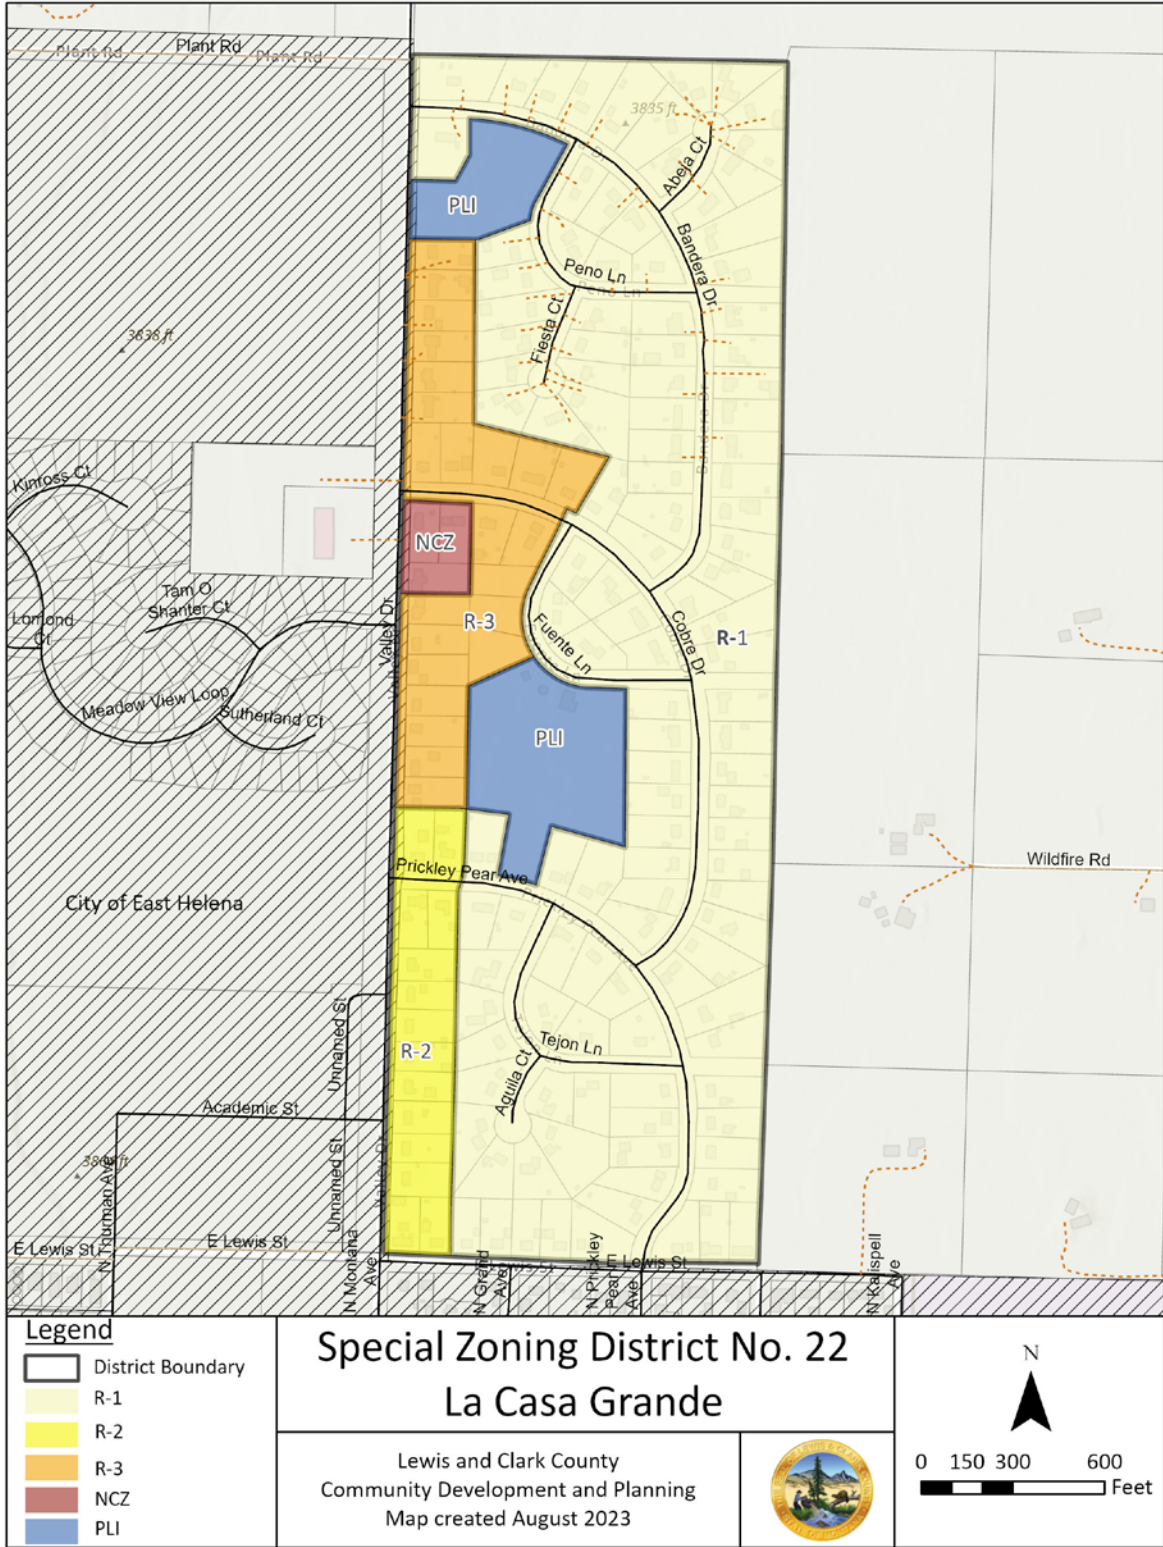 Plant Rd
Plant Rd
Plant Rd
3835 ft
Abeja Ct
PLI
Bandera Dr
Peno Ln
Peno Ln
Fiesta Ct
3838 ft
Kinross Ct
NCZ
Tam O
Shanter Ct
Lomond
Ct
Valley Dr
R-3
Fuente Ln
Cobre Dr
R-1
Meadow View Loop
Sutherland Ct
PLI
Prickley Pear Ave
Wildfire Rd
City of East Helena
Unnamed St
R-2
Tejon Ln
Aguila Ct
Academic St
Unnamed St
N Thurman Ave
E Lewis St
E Lewis St
N Montana
Ave
N Grand
Ave
N Prickley
Pear
Ave
E Lewis St
N Kalispell
Ave
Legend
District Boundary
R-1
R-2
R-3
NCZ
PLI
Special Zoning District No. 22
La Casa Grande
Lewis and Clark County
Community Development and Planning
Map created August 2023
N
0 150 300 600
Feet